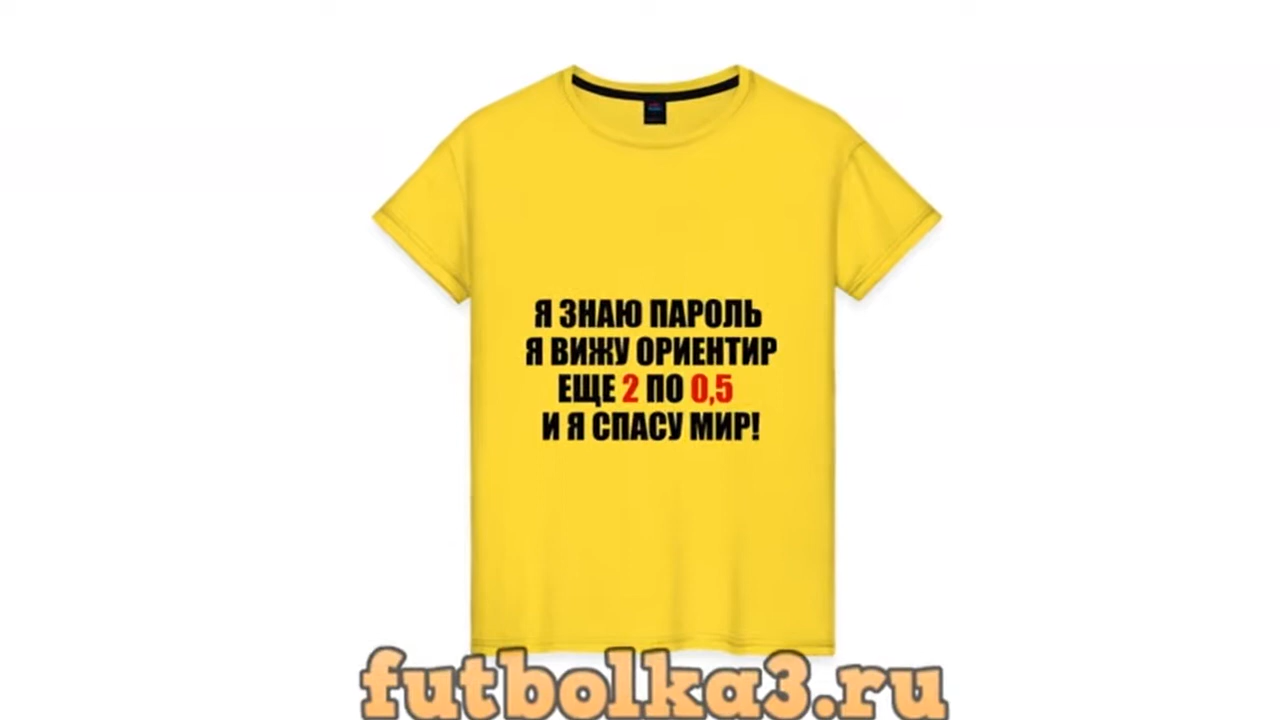 Я ЗНАЮ ПАРОЛЬ
Я ВИЖУ ОРИЕНТИР
ЕЩЕ 2 ПО 0,5
И Я СПАСУ МИР!
futbolka3.ru